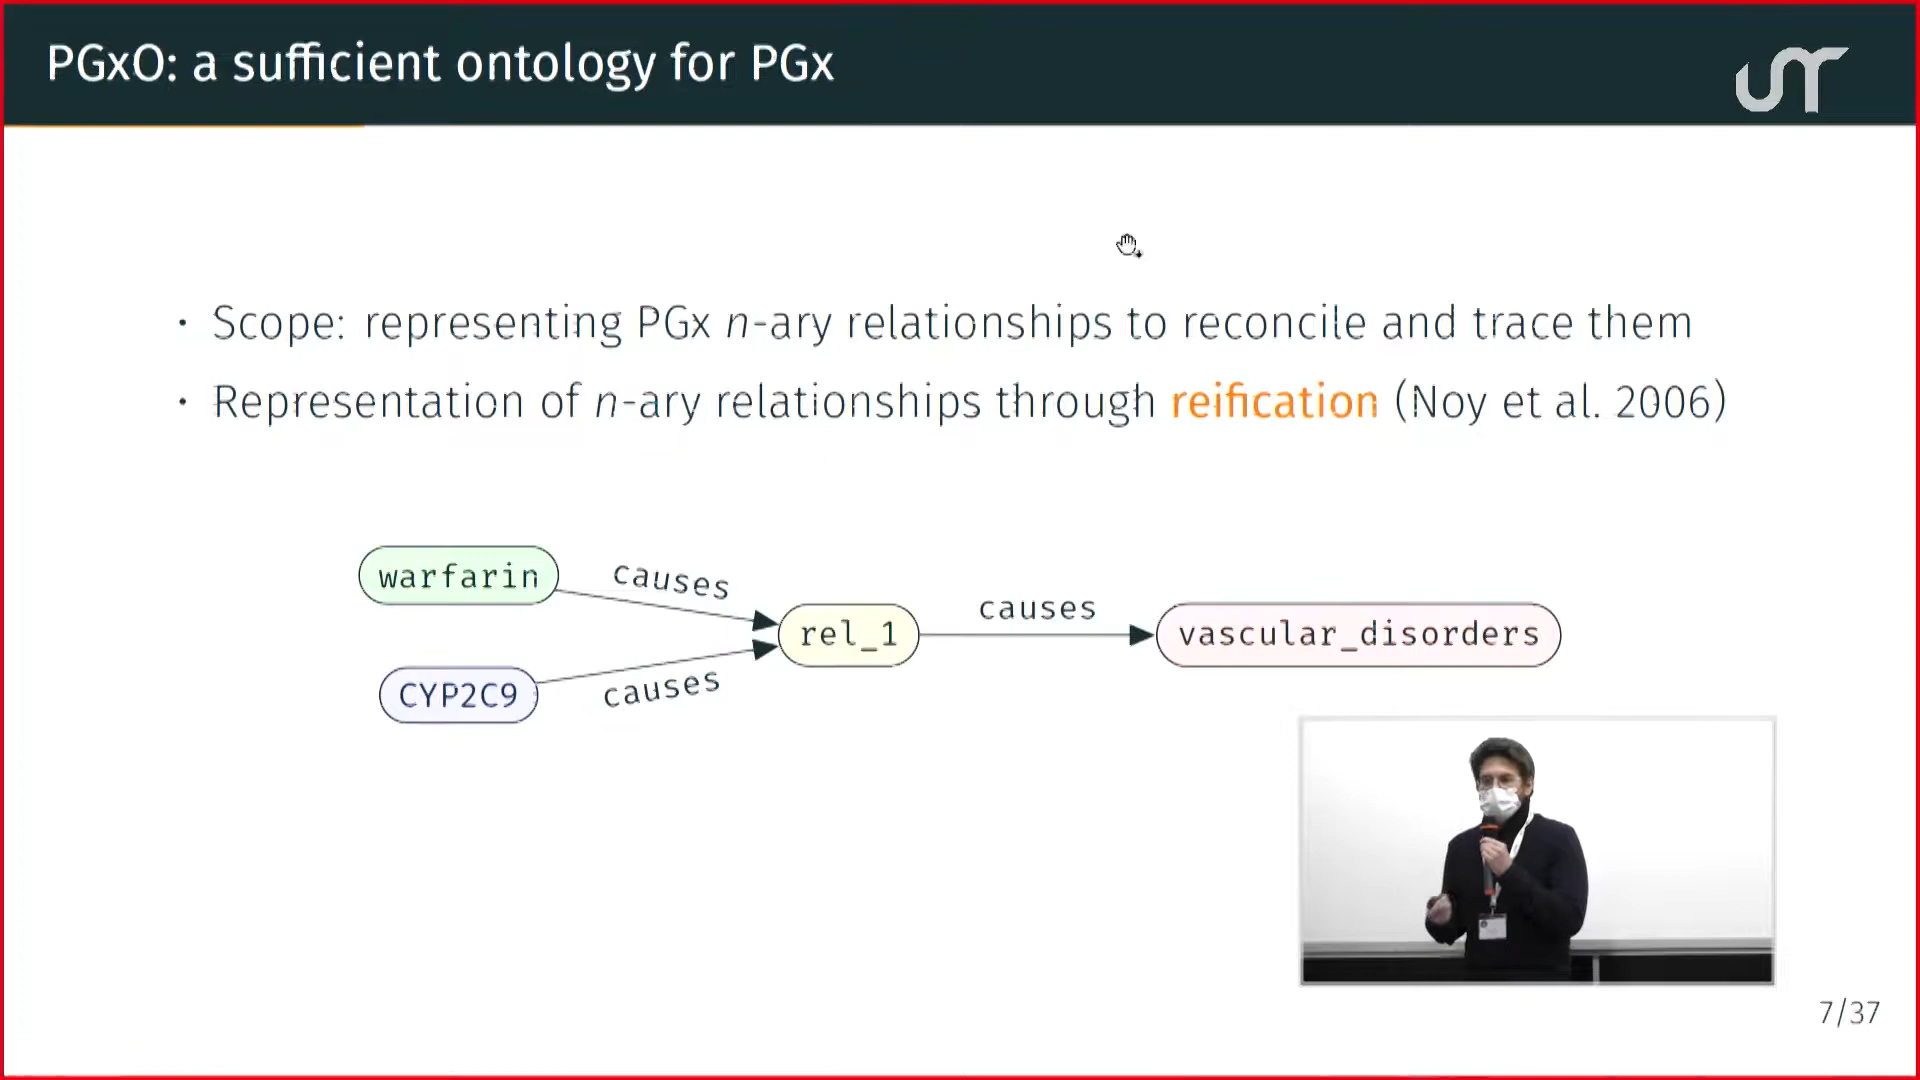 PGxO: a sufficient ontology for PGx
• Scope: representing PGx n-ary relationships to reconcile and trace them
• Representation of n-ary relationships through reification (Noy et al. 2006)
warfarin
causes
causes
rel_1
vascular_disorders
CYP2C9
causes
7/37